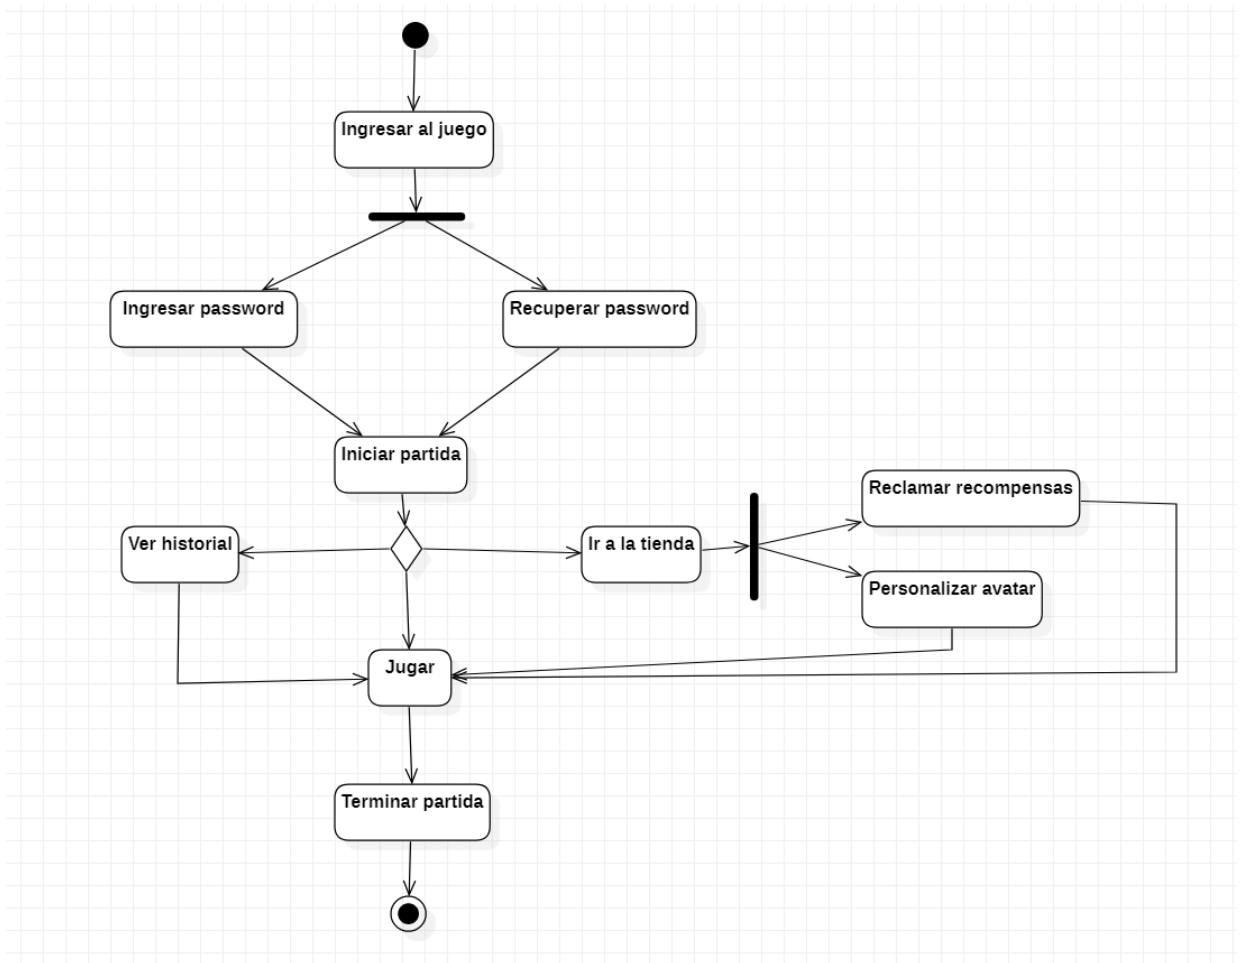 Ingresar al juego
Ingresar password
Recuperar password
Iniciar partida
Reclamar recompensas
Ver historial
Ir a la tienda
Personalizar avatar
Jugar
Terminar partida